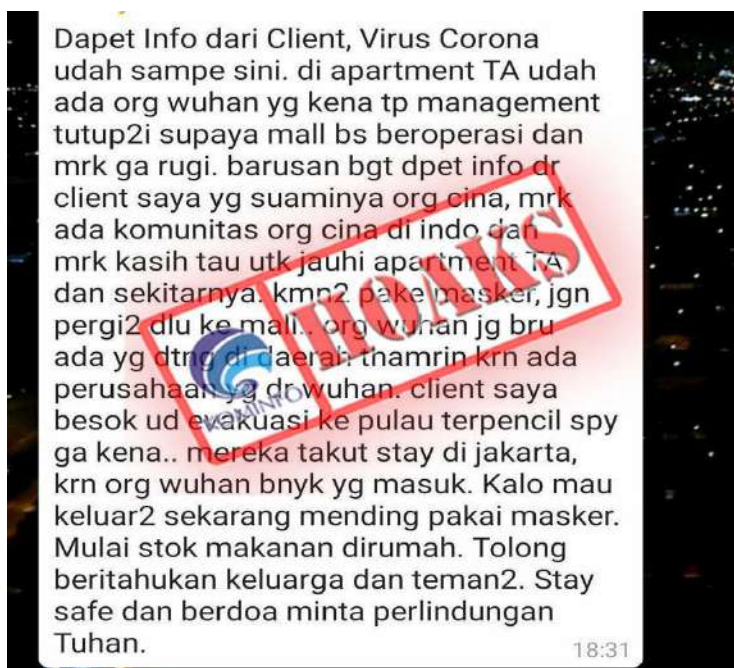 Dapet Info dari Client, Virus Corona
udah sampe sini. di apartment TA udah
ada org wuhan yg kena tp management
tutup2i supaya mall bs beroperasi dan
mrk ga rugi. barusan bgt dpet info dr
client saya yg suaminya org cina, mrk
ada komunitas org cina di indo dan
mrk kasih tau utk jauhi apartment TA
dan sekitarnya. kmn2 pake masker, jgn
pergi2 dlu ke mall.. org wuhan jg bru
ada yg dtng di daerah thamrin krn ada
perusahaan yg dr wuhan. client saya
besok ud evakuasi ke pulau terpencil spy
ga kena.. mereka takut stay di jakarta,
krn org wuhan bnyk yg masuk. Kalo mau
keluar2 sekarang mending pakai masker.
Mulai stok makanan dirumah. Tolong
beritahukan keluarga dan teman2. Stay
safe dan berdoa minta perlindungan
Tuhan.
18:31
HOAKS
KOMINFO